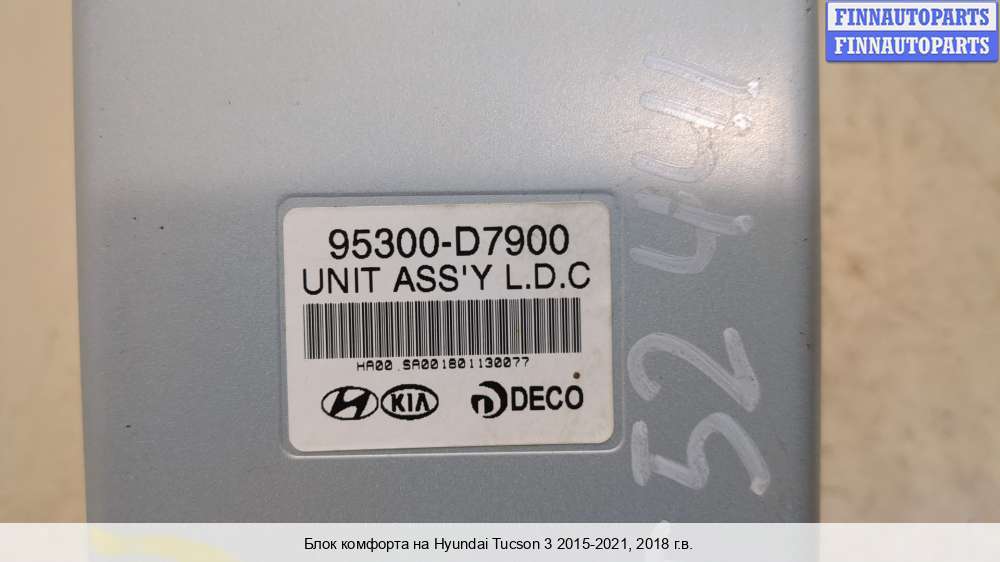 FINNAUTOPARTS
FINNAUTOPARTS
95300-D7900
UNIT ASS'Y L.D.C
HA00 SA001801130077
KIA DECO
Блок комфорта на Hyundai Tucson 3 2015-2021, 2018 г.в.